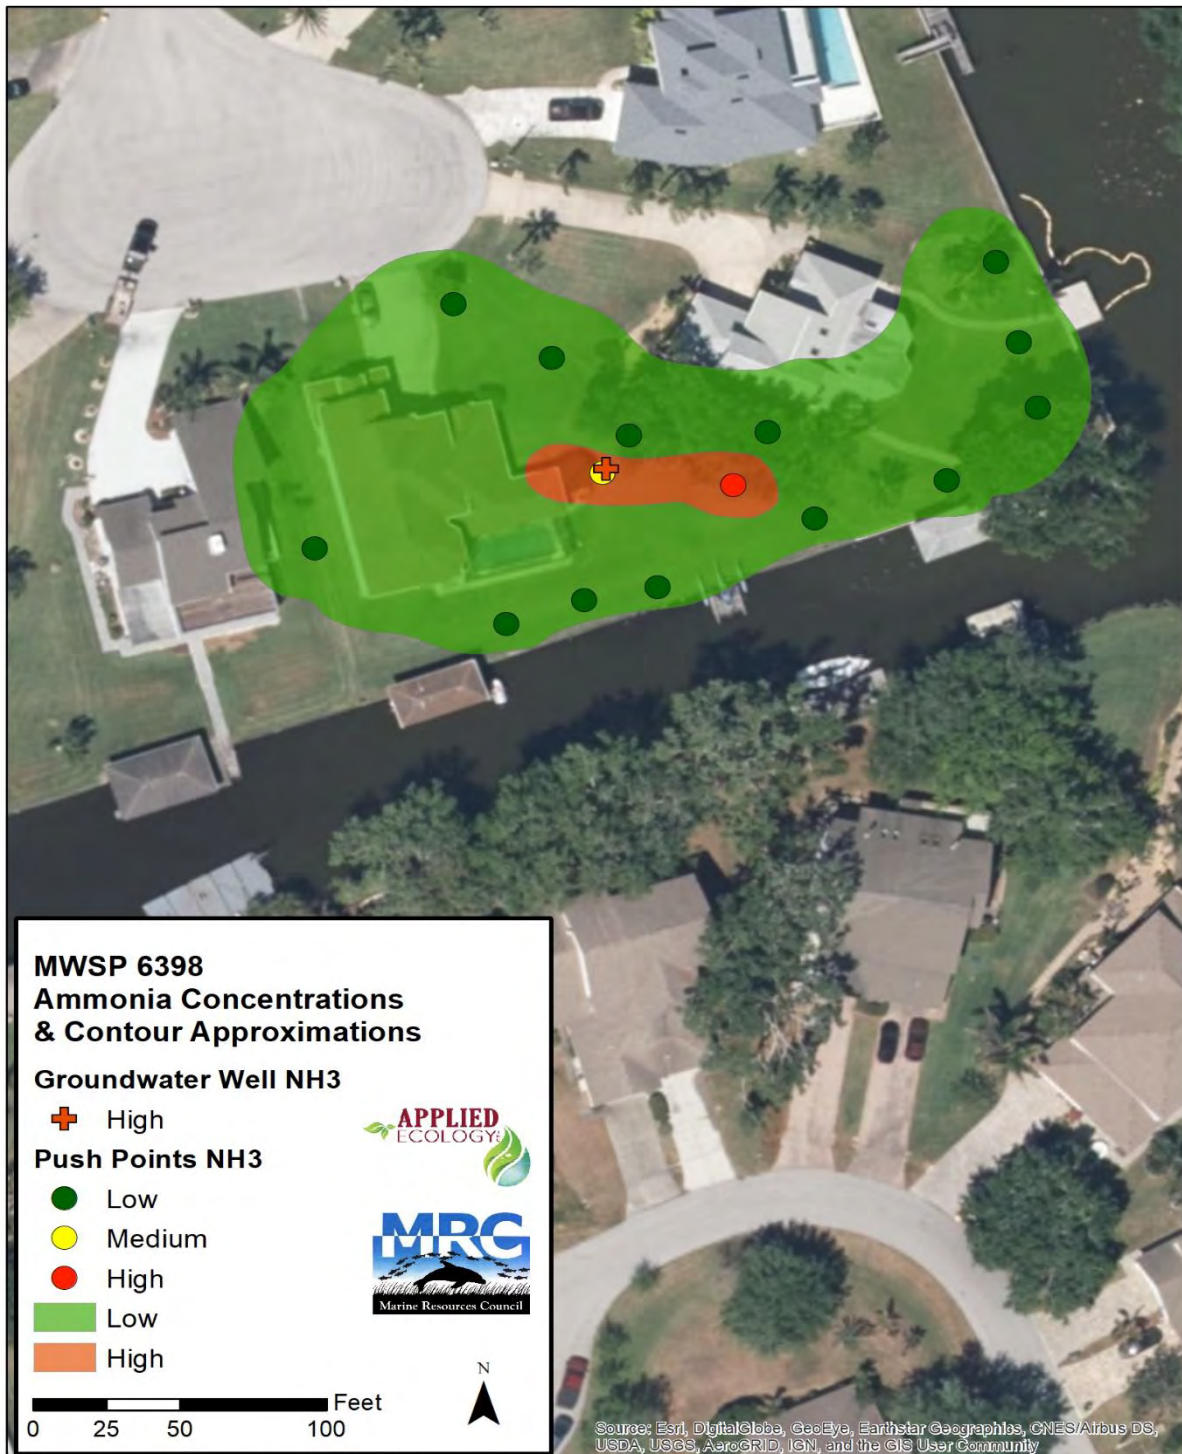 MWSP 6398
Ammonia Concentrations
& Contour Approximations
Groundwater Well NH3
High
Push Points NH3
Low
Medium
High
Low
High
APPLIED
ECOLOGY
MRC
Marine Resources Council
N
Feet
0 25 50 100
Source: Esri, DigitalGlobe, GeoEye, Earthstar Geographics, CNES/Airbus DS,
USDA, USGS, AeroGRID, IGN, and the GIS User Community